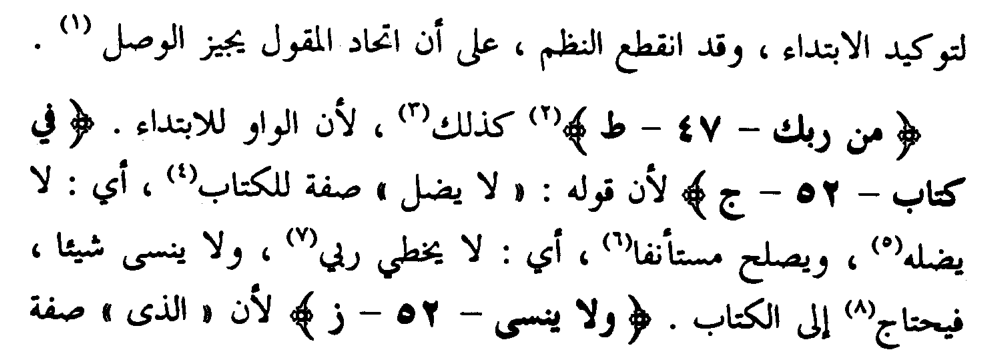 لتوكيد الابتداء ، وقد انقطع النظم ، على أن اتحاد المقول يجيز الوصل (١) .
﴿ من ربك – ٤٧ – ط ﴾(٢) كذلك(٣) ، لأن الواو للابتداء . ﴿ في
كتاب – ٥٢ – ج ﴾ لأن قوله : « لا يضل » صفة للكتاب(٤) ، أي : لا
يضله(٥) ، ويصلح مستأنفا(٦) ، أي : لا يخطي ربي(٧) ، ولا ينسى شيئا ،
فيحتاج(٨) إلى الكتاب . ﴿ ولا ينسى – ٥٢ – ز ﴾ لأن « الذى » صفة